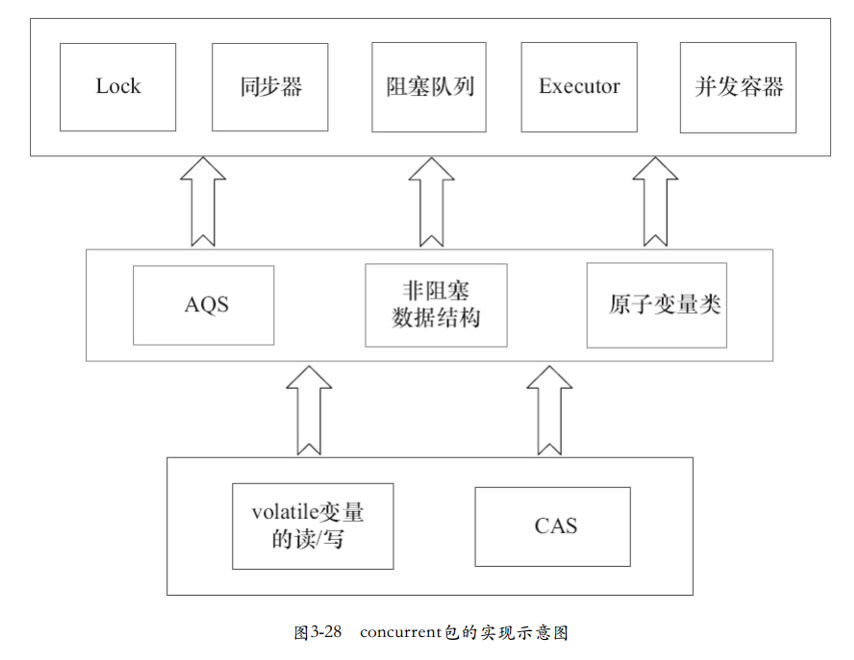 Lock
同步器
阻塞队列
Executor
并发容器
AQS
非阻塞
数据结构
原子变量类
volatile变量
的读/写
CAS
图3-28 concurrent包的实现示意图